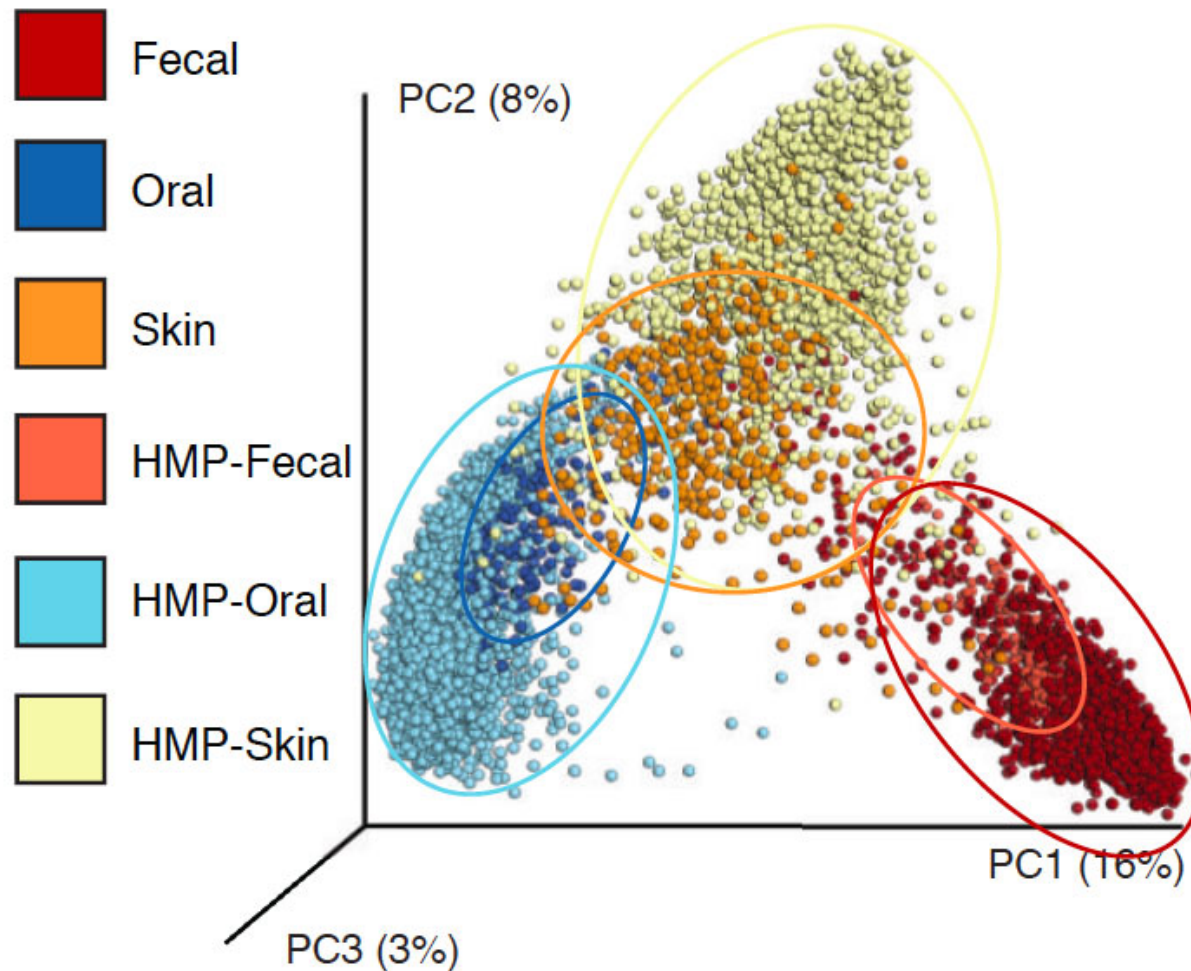 Fecal
Oral
Skin
HMP-Fecal
HMP-Oral
HMP-Skin
PC2 (8%)
PC1 (16%)
PC3 (3%)